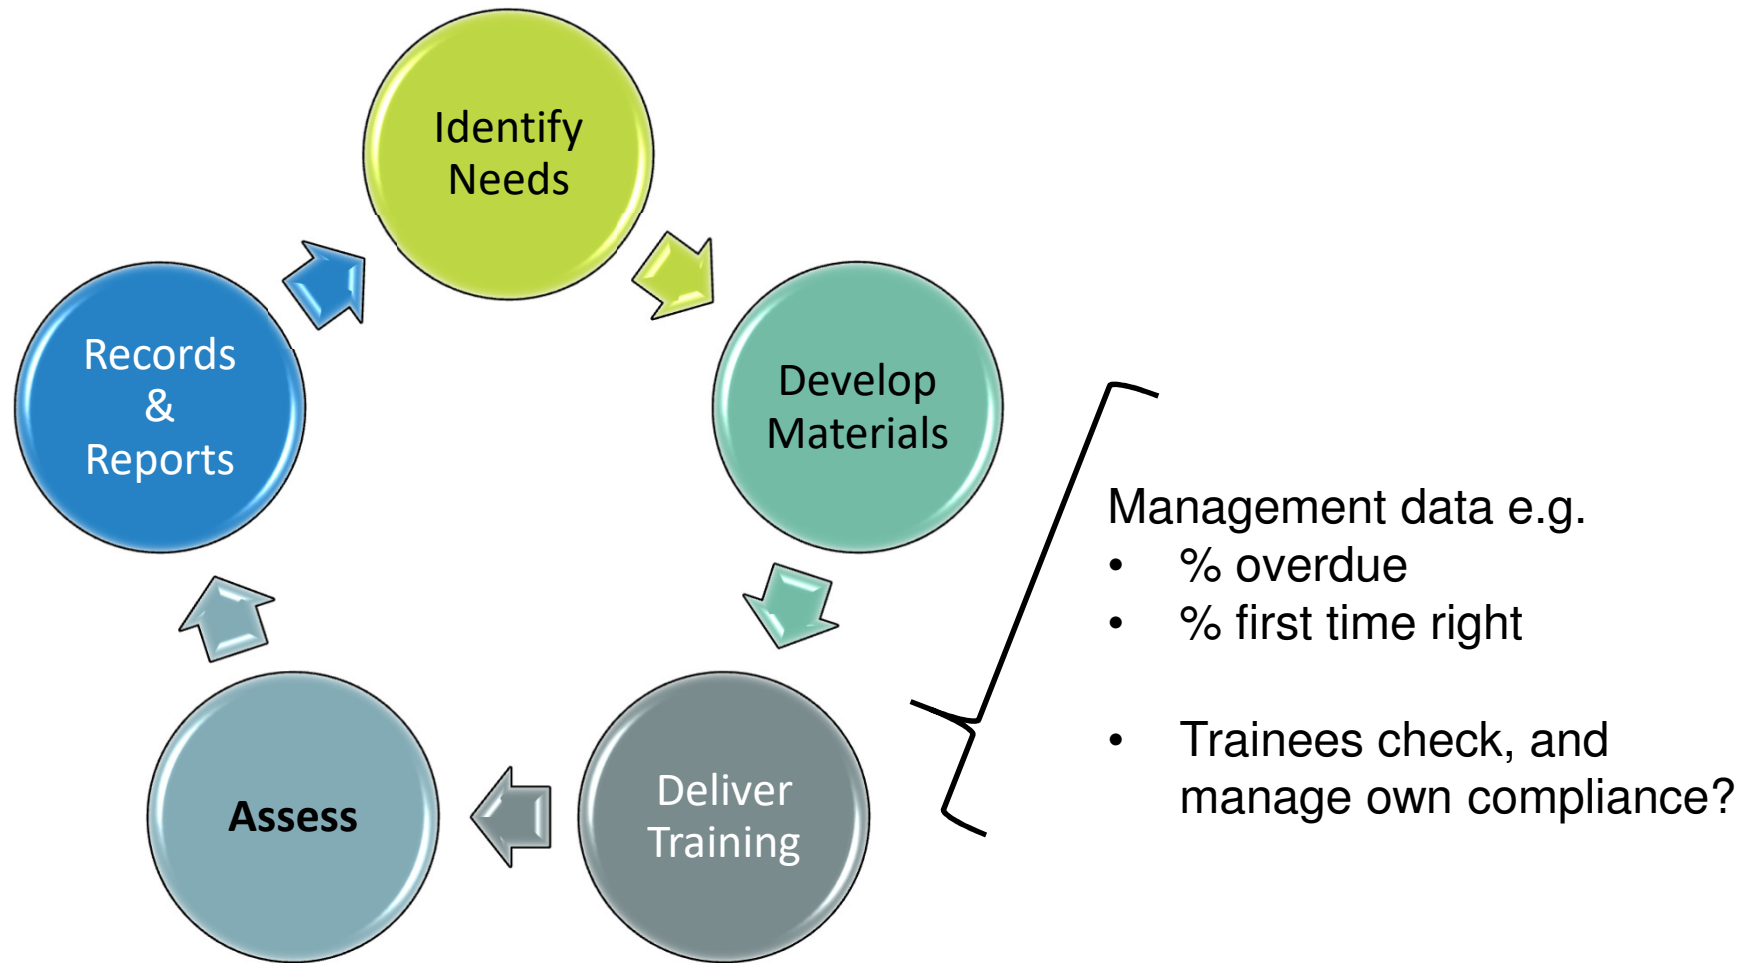 Identify
Needs
Develop
Materials
Deliver
Training
Assess
Records
&
Reports
Management data e.g.
• % overdue
• % first time right
• Trainees check, and
manage own compliance?